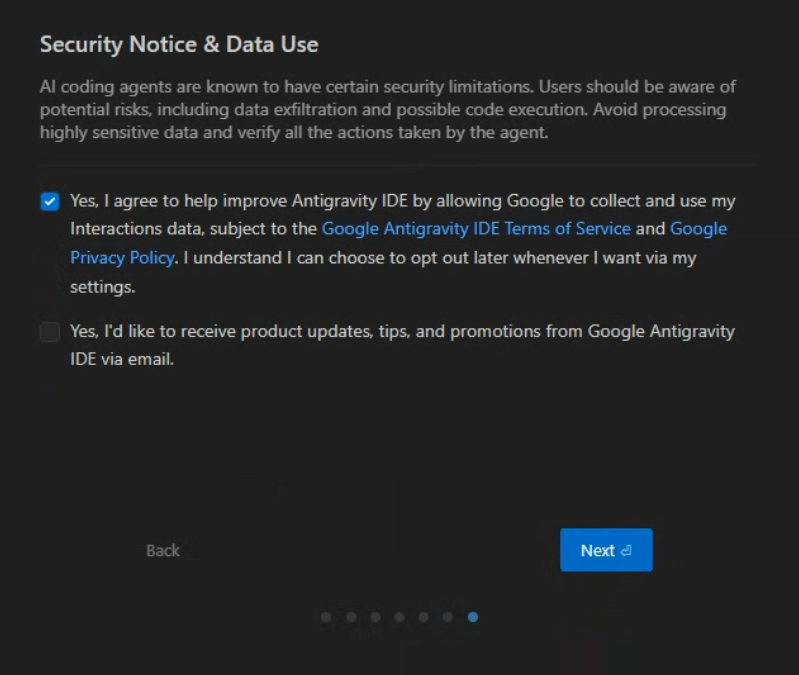 Security Notice & Data Use
AI coding agents are known to have certain security limitations. Users should be aware of
potential risks, including data exfiltration and possible code execution. Avoid processing
highly sensitive data and verify all the actions taken by the agent.
Yes, I agree to help improve Antigravity IDE by allowing Google to collect and use my
Interactions data, subject to the Google Antigravity IDE Terms of Service and Google
Privacy Policy. I understand I can choose to opt out later whenever I want via my
settings.
Yes, I'd like to receive product updates, tips, and promotions from Google Antigravity
IDE via email.
Back
Next ⏎